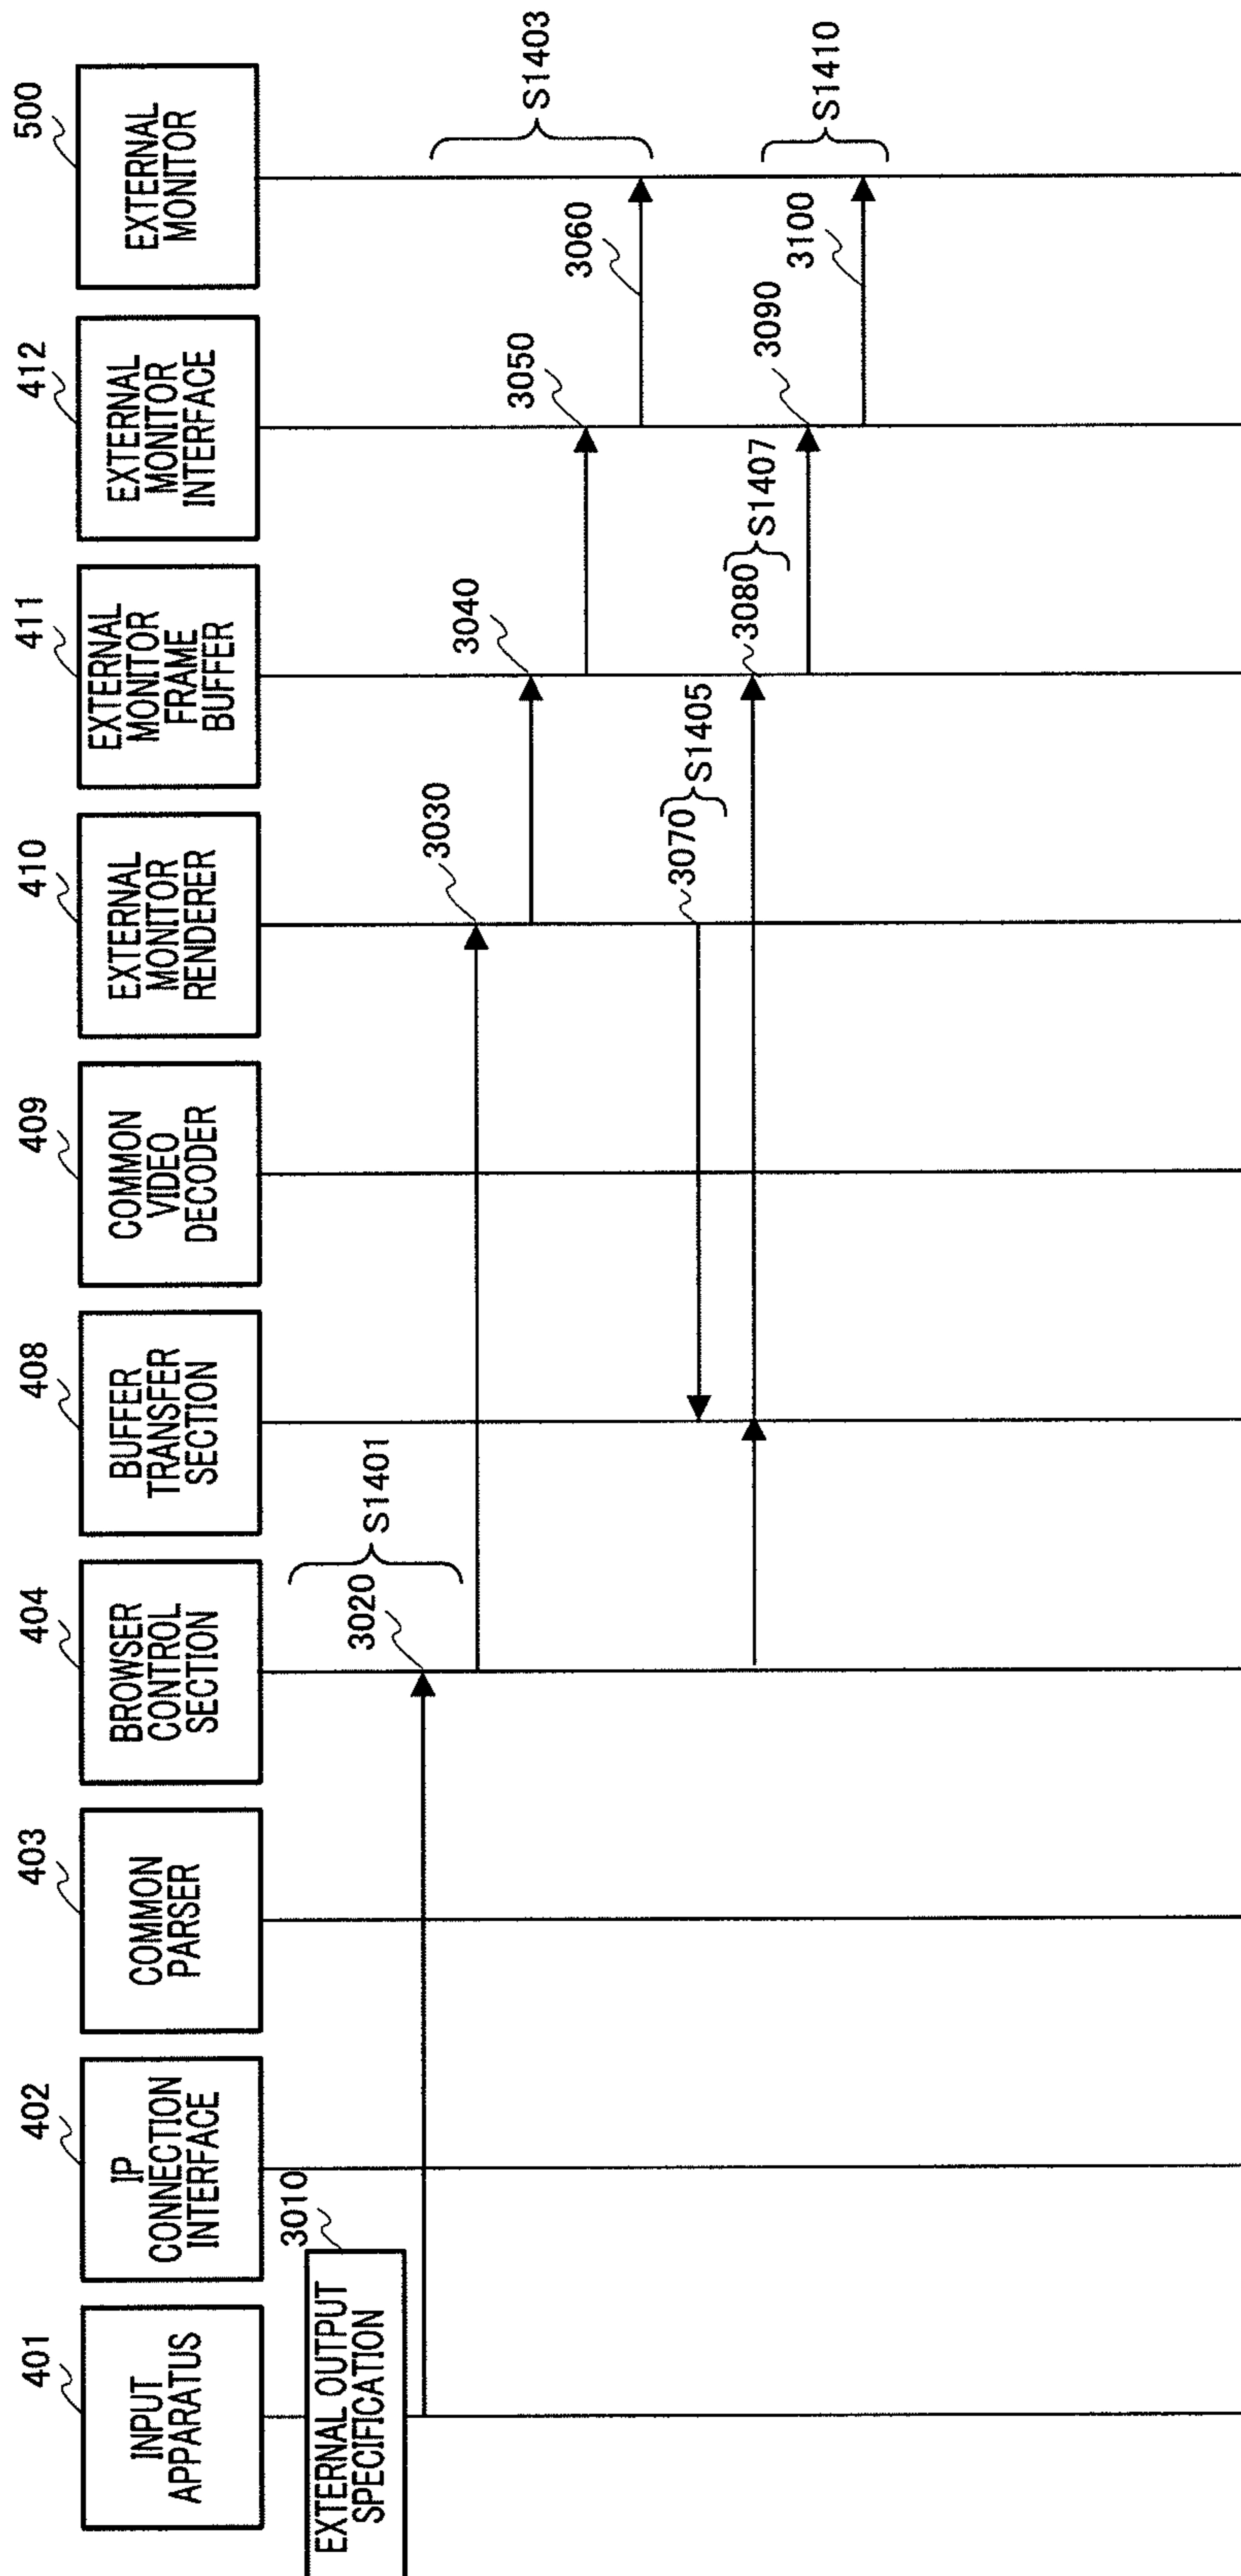 401
INPUT
APPARATUS
402
IP
CONNECTION
INTERFACE
403
COMMON
PARSER
404
BROWSER
CONTROL
SECTION
408
BUFFER
TRANSFER
SECTION
409
COMMON
VIDEO
DECODER
410
EXTERNAL
MONITOR
RENDERER
411
EXTERNAL
MONITOR
FRAME
BUFFER
412
EXTERNAL
MONITOR
INTERFACE
500
EXTERNAL
MONITOR
EXTERNAL OUTPUT
SPECIFICATION
3010
3020
S1401
3030
3040
3050
3060
S1403
3070
S1405
3080
S1407
3090
3100
S1410